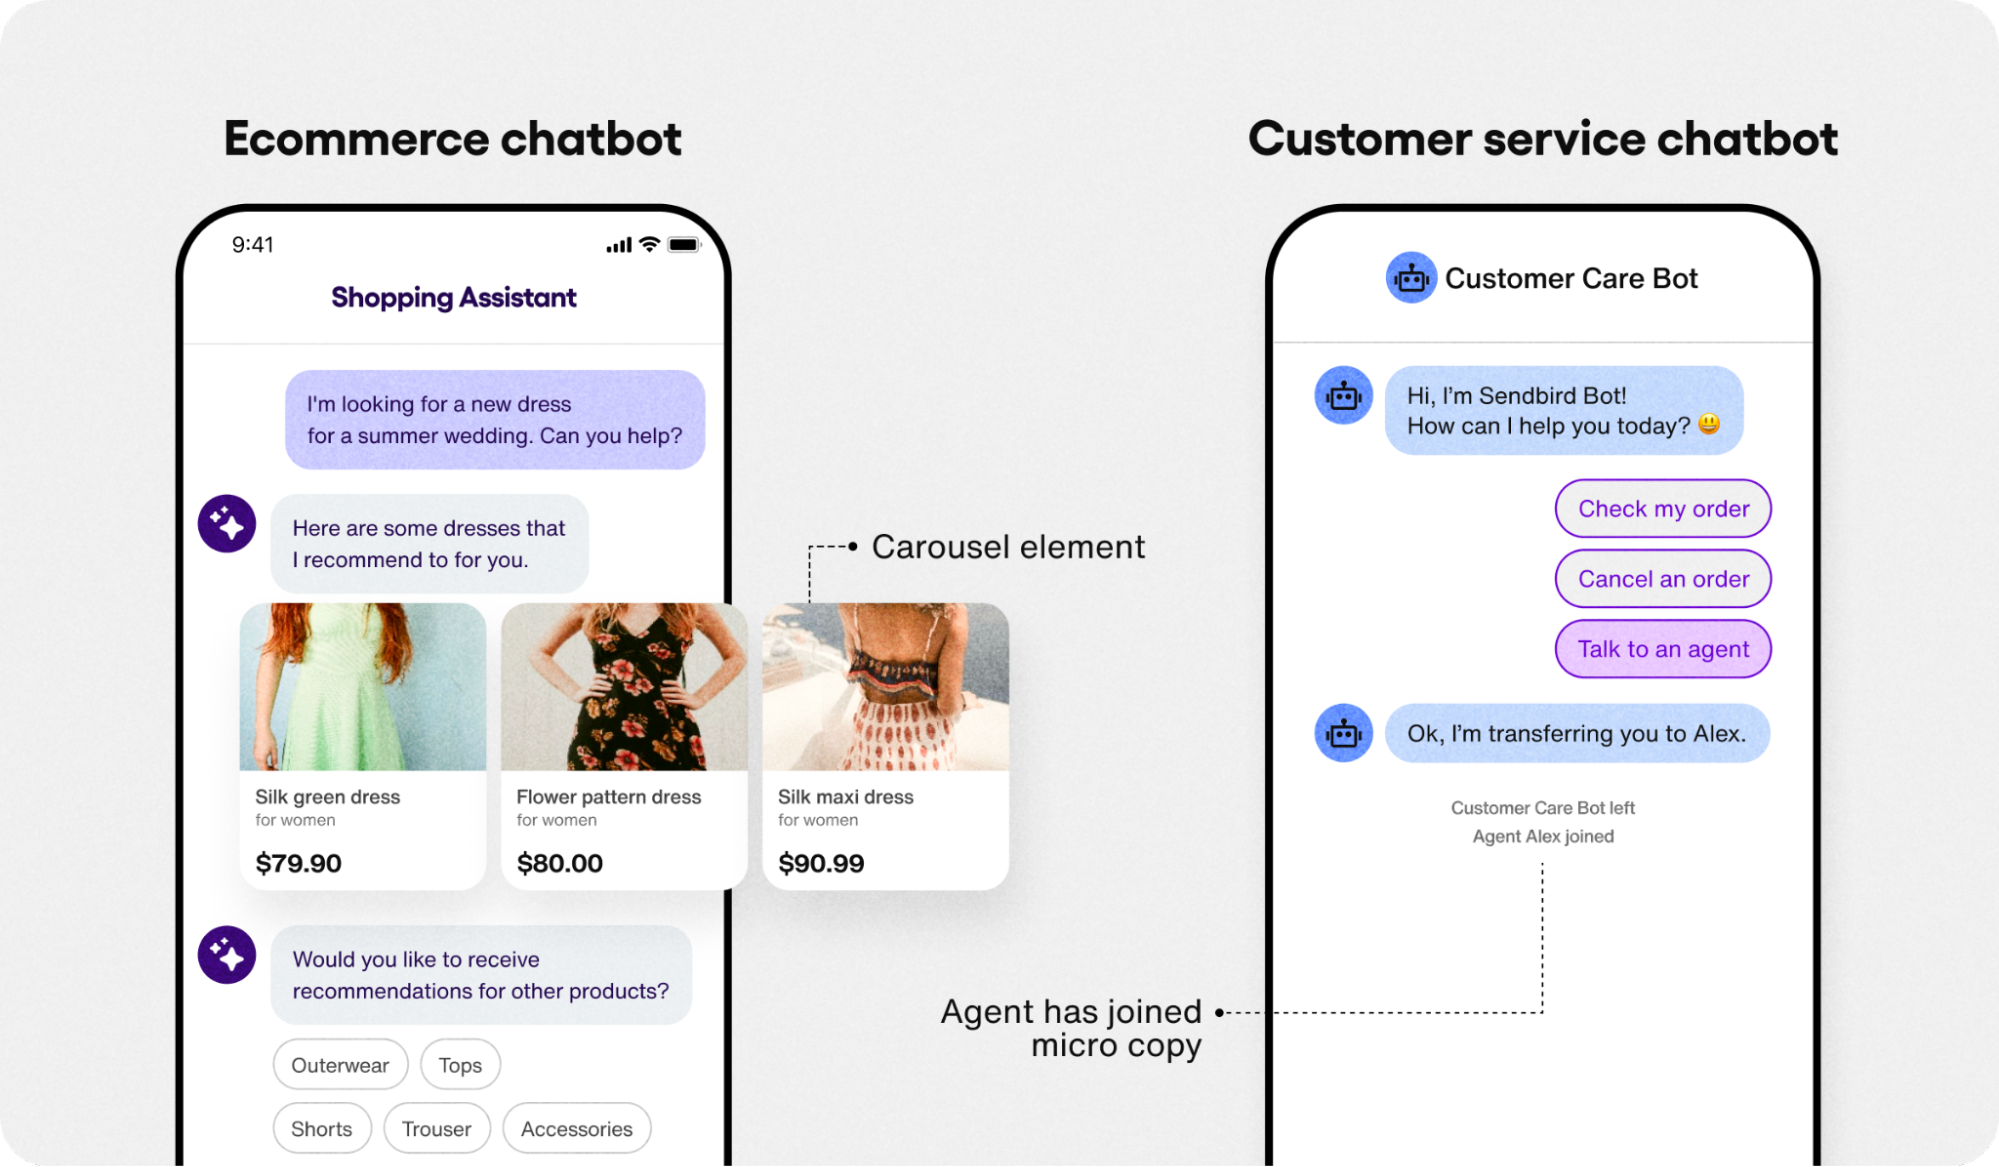 Ecommerce chatbot
9:41
Shopping Assistant
I'm looking for a new dress
for a summer wedding. Can you help?
Here are some dresses that
I recommend to for you.
Carousel element
Silk green dress
for women
$79.90
Flower pattern dress
for women
$80.00
Silk maxi dress
for women
$90.99
Would you like to receive
recommendations for other products?
Outerwear
Tops
Shorts
Trouser
Accessories
Customer service chatbot
Customer Care Bot
Hi, I’m Sendbird Bot!
How can I help you today? 😃
Check my order
Cancel an order
Talk to an agent
Ok, I’m transferring you to Alex.
Customer Care Bot left
Agent Alex joined
Agent has joined
micro copy